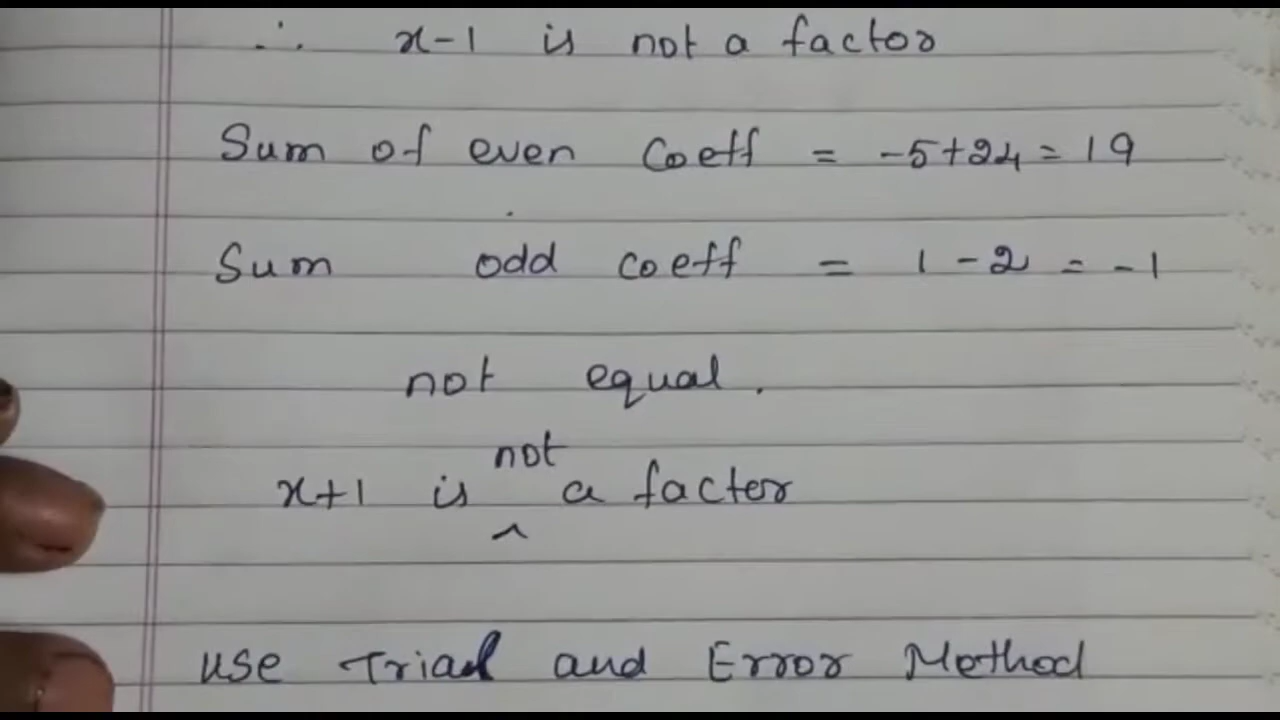 ∴ x-1 is not a factor
Sum of even Coeff = -5+24 = 19
Sum odd coeff = 1 - 2 = -1
not equal.
not
x+1 is ^ a factor
use Trial and Error Method